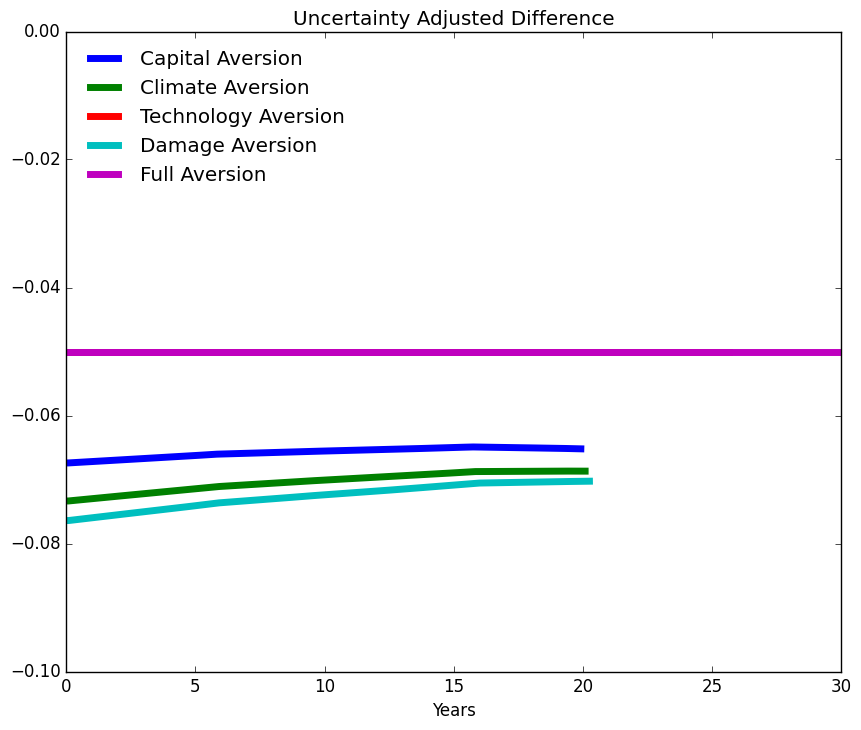 Uncertainty Adjusted Difference
0.00
−0.02
−0.04
−0.06
−0.08
−0.10
Capital Aversion
Climate Aversion
Technology Aversion
Damage Aversion
Full Aversion
0 5 10 15 20 25 30
Years